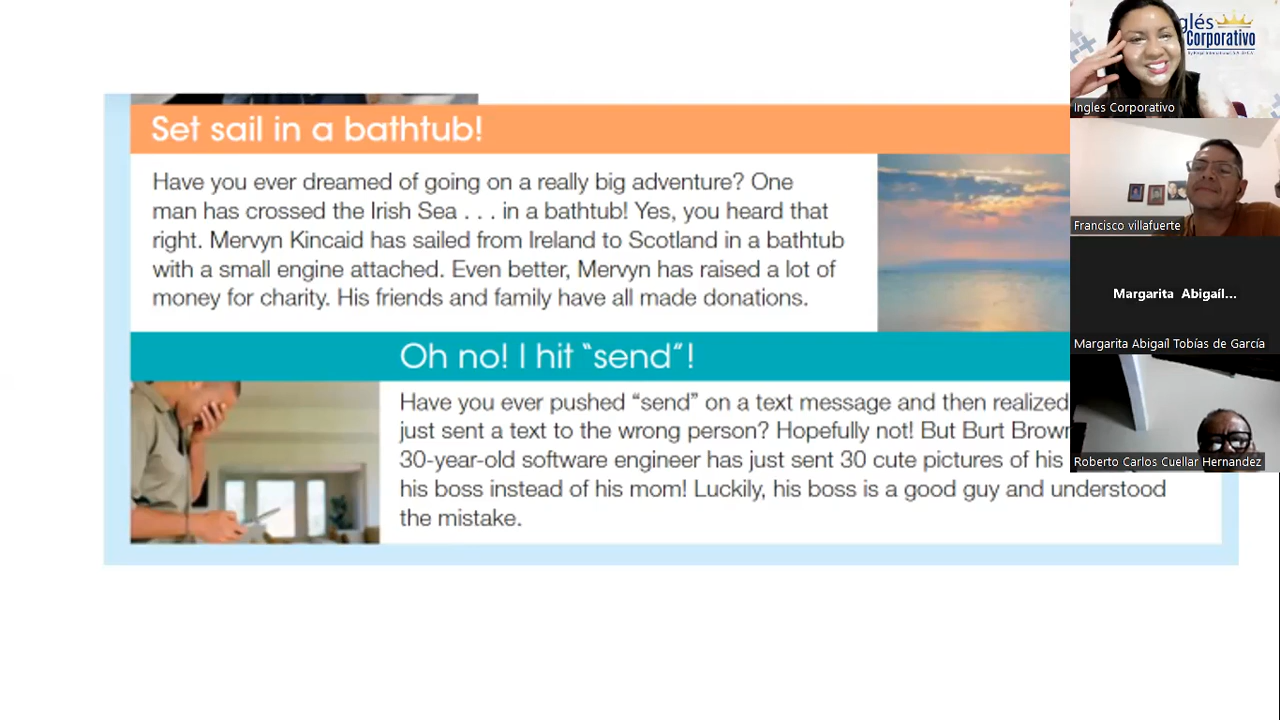 Set sail in a bathtub!
Have you ever dreamed of going on a really big adventure? One
man has crossed the Irish Sea . . . in a bathtub! Yes, you heard that
right. Mervyn Kincaid has sailed from Ireland to Scotland in a bathtub
with a small engine attached. Even better, Mervyn has raised a lot of
money for charity. His friends and family have all made donations.
Oh no! I hit “send”!
Have you ever pushed “send” on a text message and then realized
just sent a text to the wrong person? Hopefully not! But Burt Brown
30-year-old software engineer has just sent 30 cute pictures of his
his boss instead of his mom! Luckily, his boss is a good guy and understood
the mistake.
glés
Corporativo
Ingles Corporativo
Francisco villafuerte
Margarita Abigaíl...
Margarita Abigaíl Tobías de García
Roberto Carlos Cuellar Hernandez